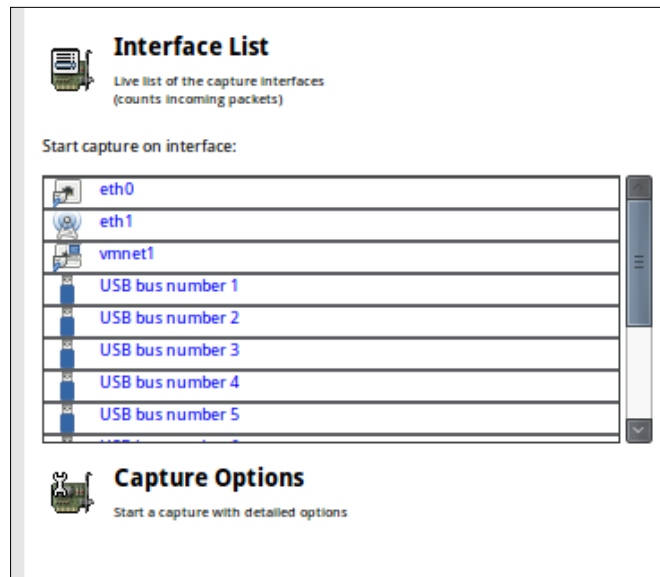 Interface List
Live list of the capture interfaces
(counts incoming packets)
Start capture on interface:
eth0
eth1
vmnet1
USB bus number 1
USB bus number 2
USB bus number 3
USB bus number 4
USB bus number 5
Capture Options
Start a capture with detailed options